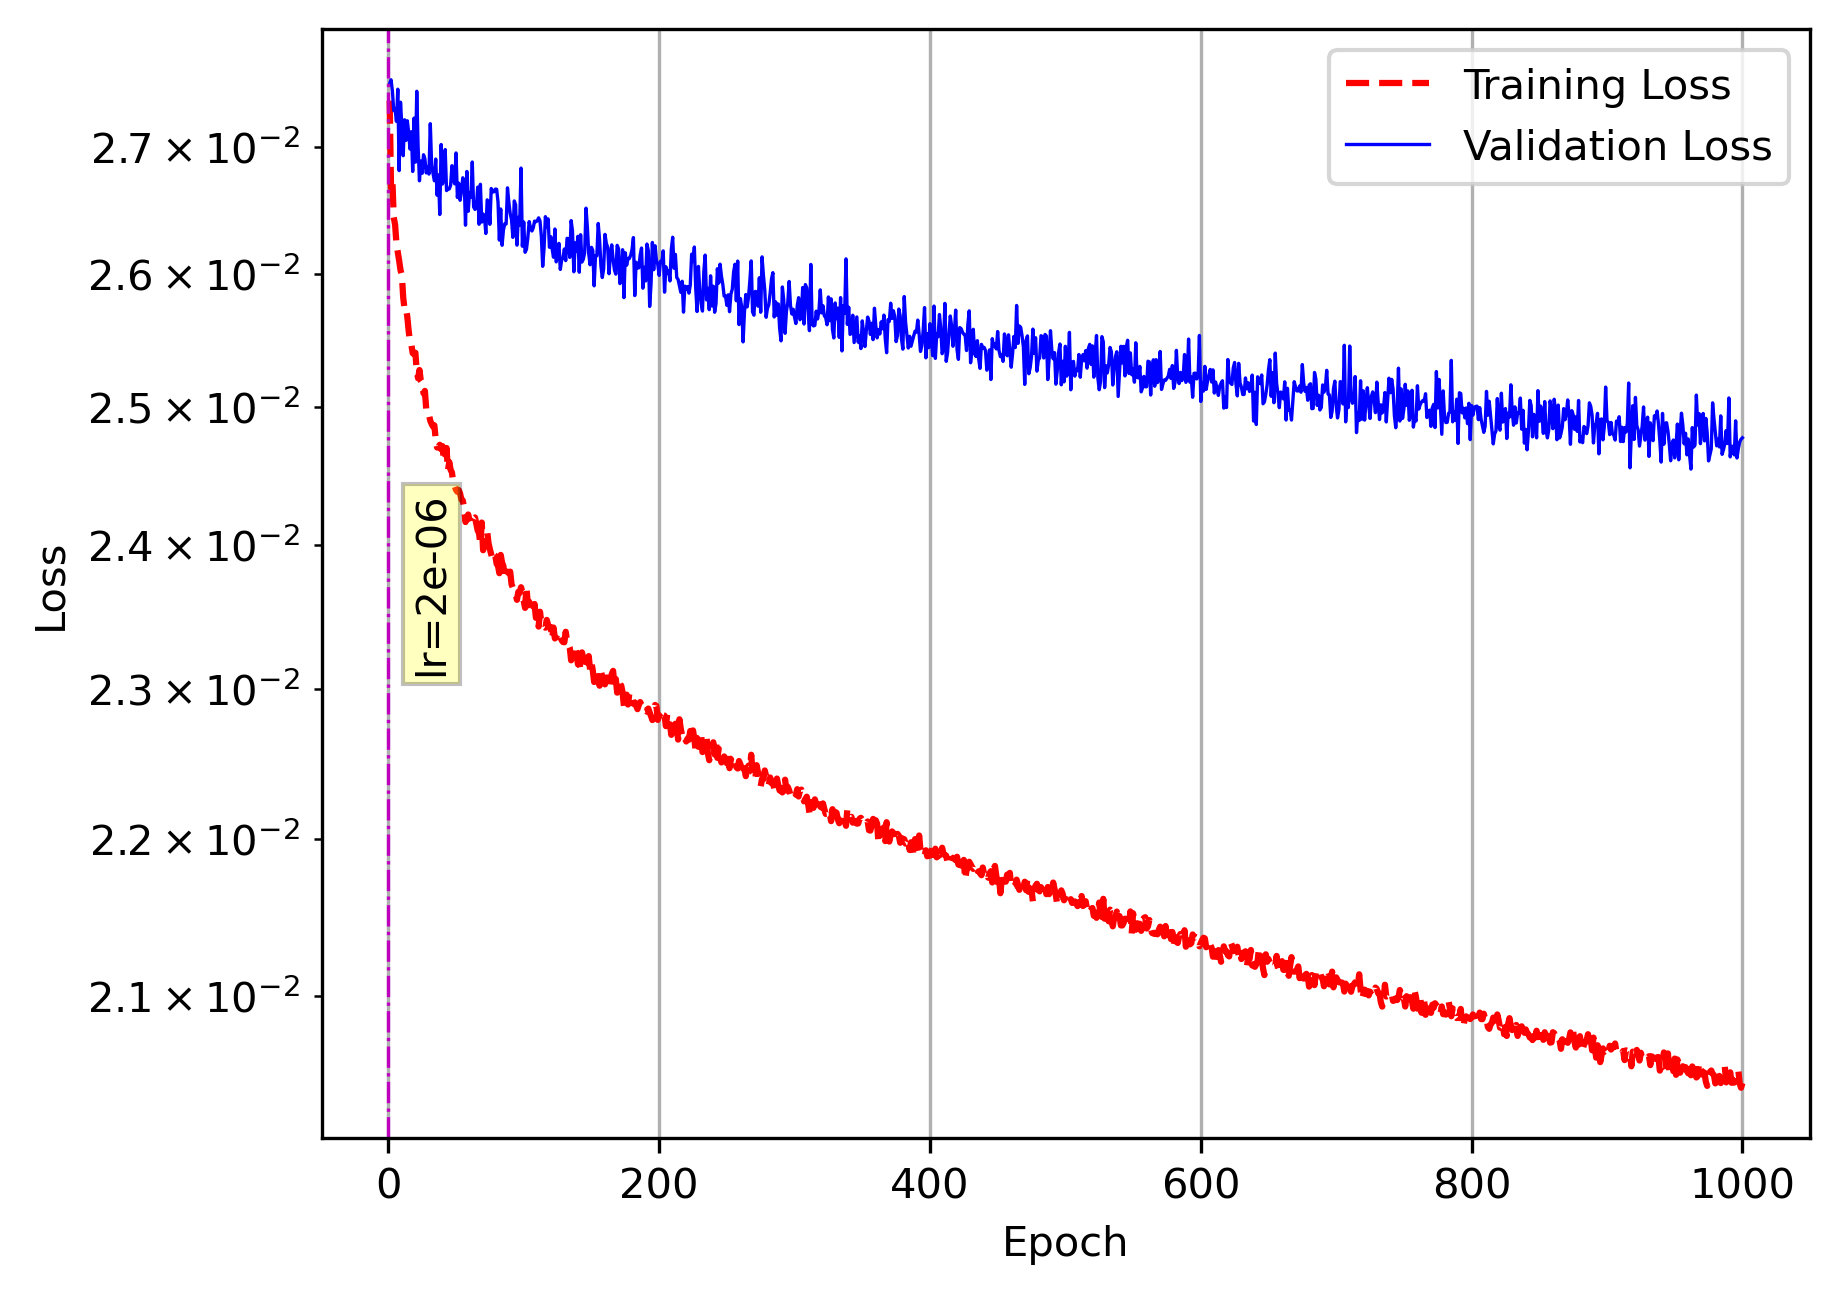 Training Loss
Validation Loss
2.7 × 10⁻²
2.6 × 10⁻²
2.5 × 10⁻²
2.4 × 10⁻²
2.3 × 10⁻²
2.2 × 10⁻²
2.1 × 10⁻²
Loss
lr=2e-06
0 200 400 600 800 1000
Epoch